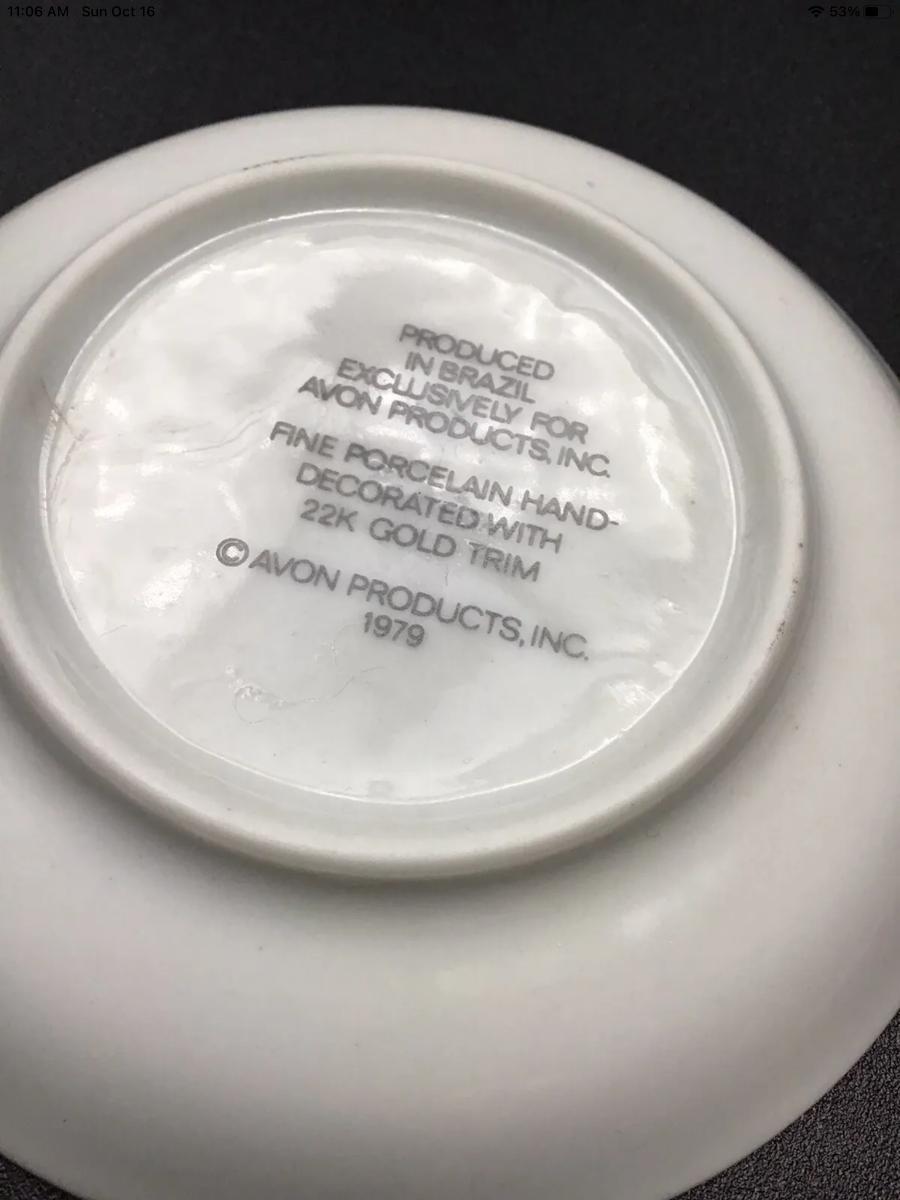 11:06 AM Sun Oct 16 53%
PRODUCED
IN BRAZIL
EXCLUSIVELY FOR
AVON PRODUCTS, INC.
FINE PORCELAIN HAND-
DECORATED WITH
22K GOLD TRIM
© AVON PRODUCTS, INC.
1979